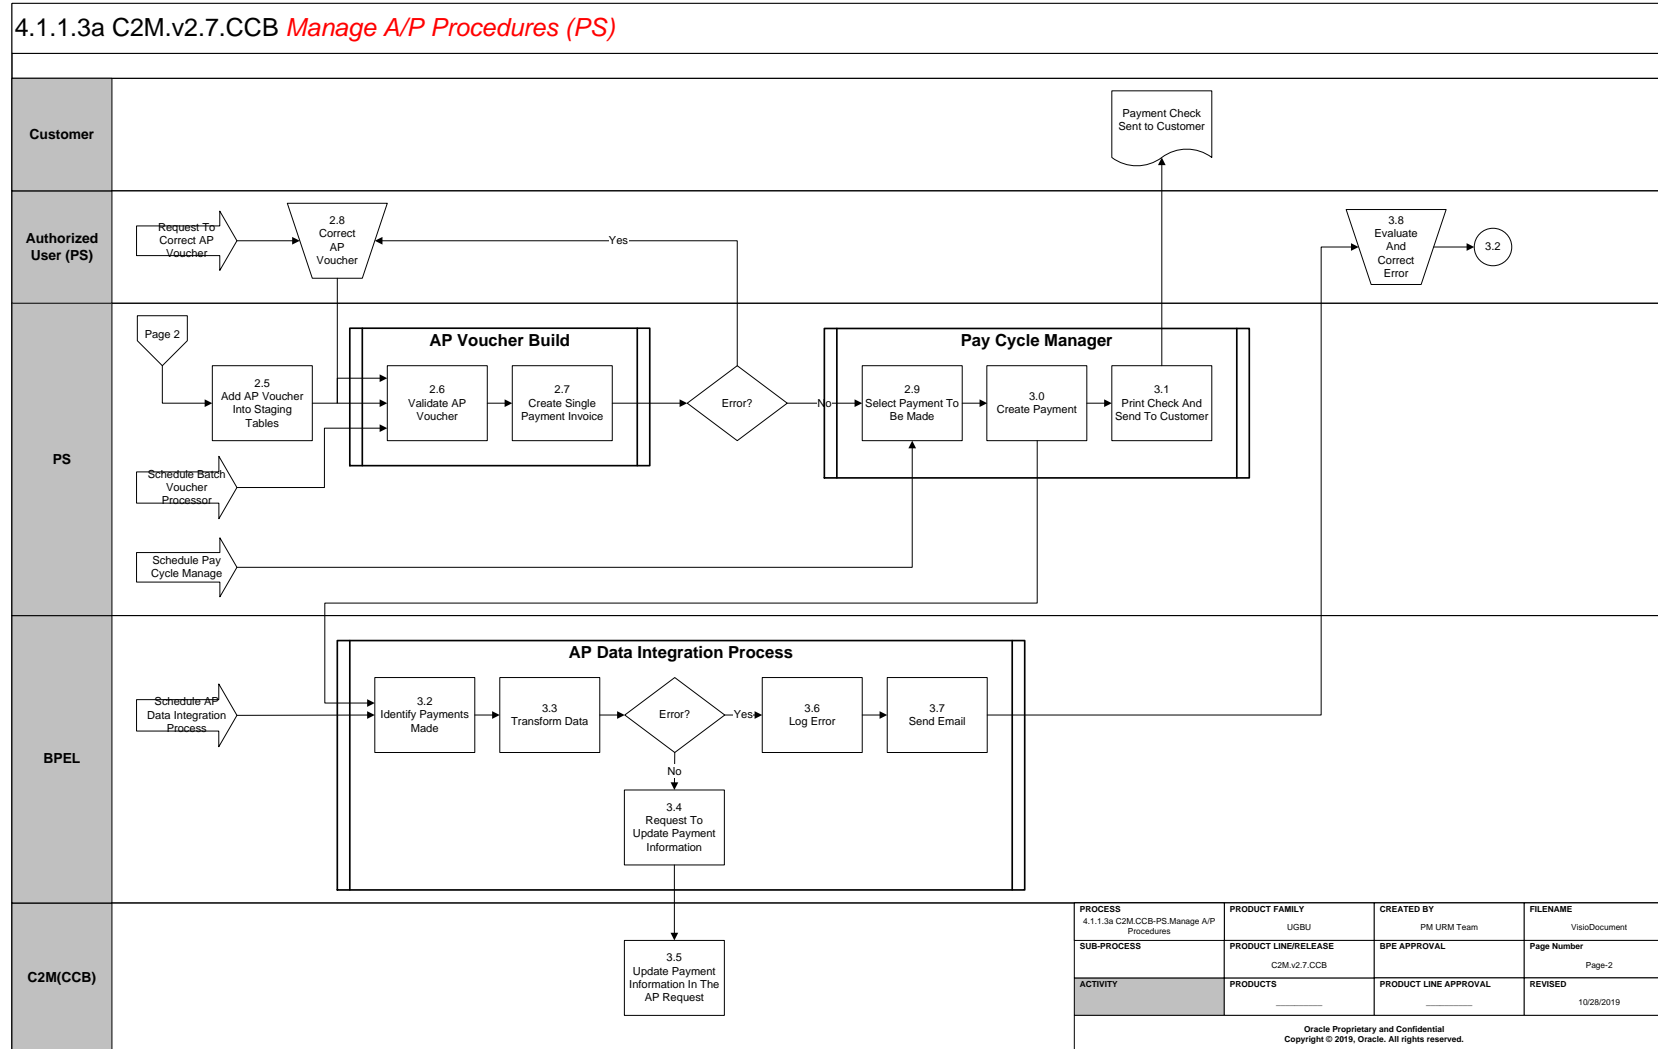 4.1.1.3a C2M.v2.7.CCB Manage A/P Procedures (PS)
Customer
Payment Check
Sent to Customer
Authorized
User (PS)
Request To
Correct AP
Voucher
2.8
Correct
AP
Voucher
Yes
3.8
Evaluate
And
Correct
Error
3.2
PS
Page 2
AP Voucher Build
Pay Cycle Manager
2.5
Add AP Voucher
Into Staging
Tables
2.6
Validate AP
Voucher
2.7
Create Single
Payment Invoice
Error?
No
2.9
Select Payment To
Be Made
3.0
Create Payment
3.1
Print Check And
Send To Customer
Schedule Batch
Voucher
Processor
Schedule Pay
Cycle Manage
BPEL
AP Data Integration Process
Schedule AP
Data Integration
Process
3.2
Identify Payments
Made
3.3
Transform Data
Error?
Yes
3.6
Log Error
3.7
Send Email
No
3.4
Request To
Update Payment
Information
C2M(CCB)
3.5
Update Payment
Information In The
AP Request
PROCESS
4.1.1.3a C2M.CCB-PS.Manage A/P
Procedures
PRODUCT FAMILY
UGBU
CREATED BY
PM URM Team
FILENAME
VisioDocument
SUB-PROCESS
PRODUCT LINE/RELEASE
C2M.v2.7.CCB
BPE APPROVAL
Page Number
Page-2
ACTIVITY
PRODUCTS
PRODUCT LINE APPROVAL
REVISED
10/28/2019
Oracle Proprietary and Confidential
Copyright © 2019, Oracle. All rights reserved.